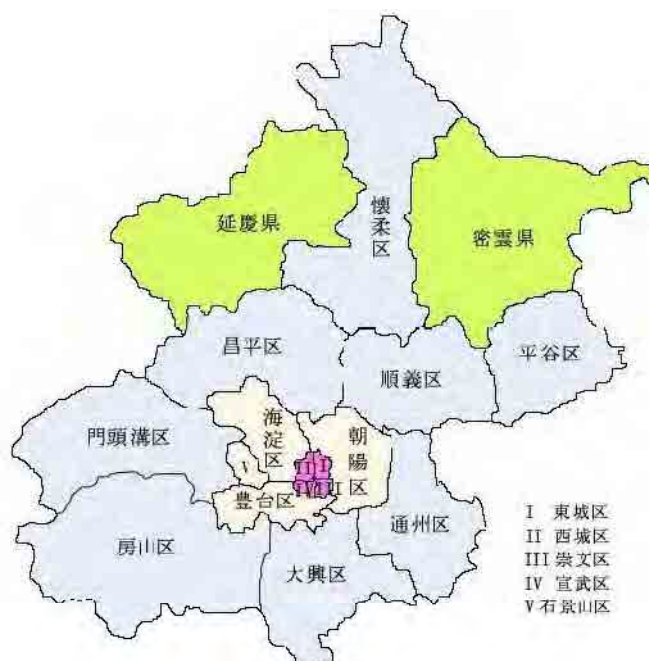 延慶県
懐柔区
密雲県
昌平区
順義区
平谷区
門頭溝区
海淀区
朝陽区
V
II
I
IV
III
豊台区
通州区
房山区
大興区
I 東城区
II 西城区
III 崇文区
IV 宣武区
V 石景山区